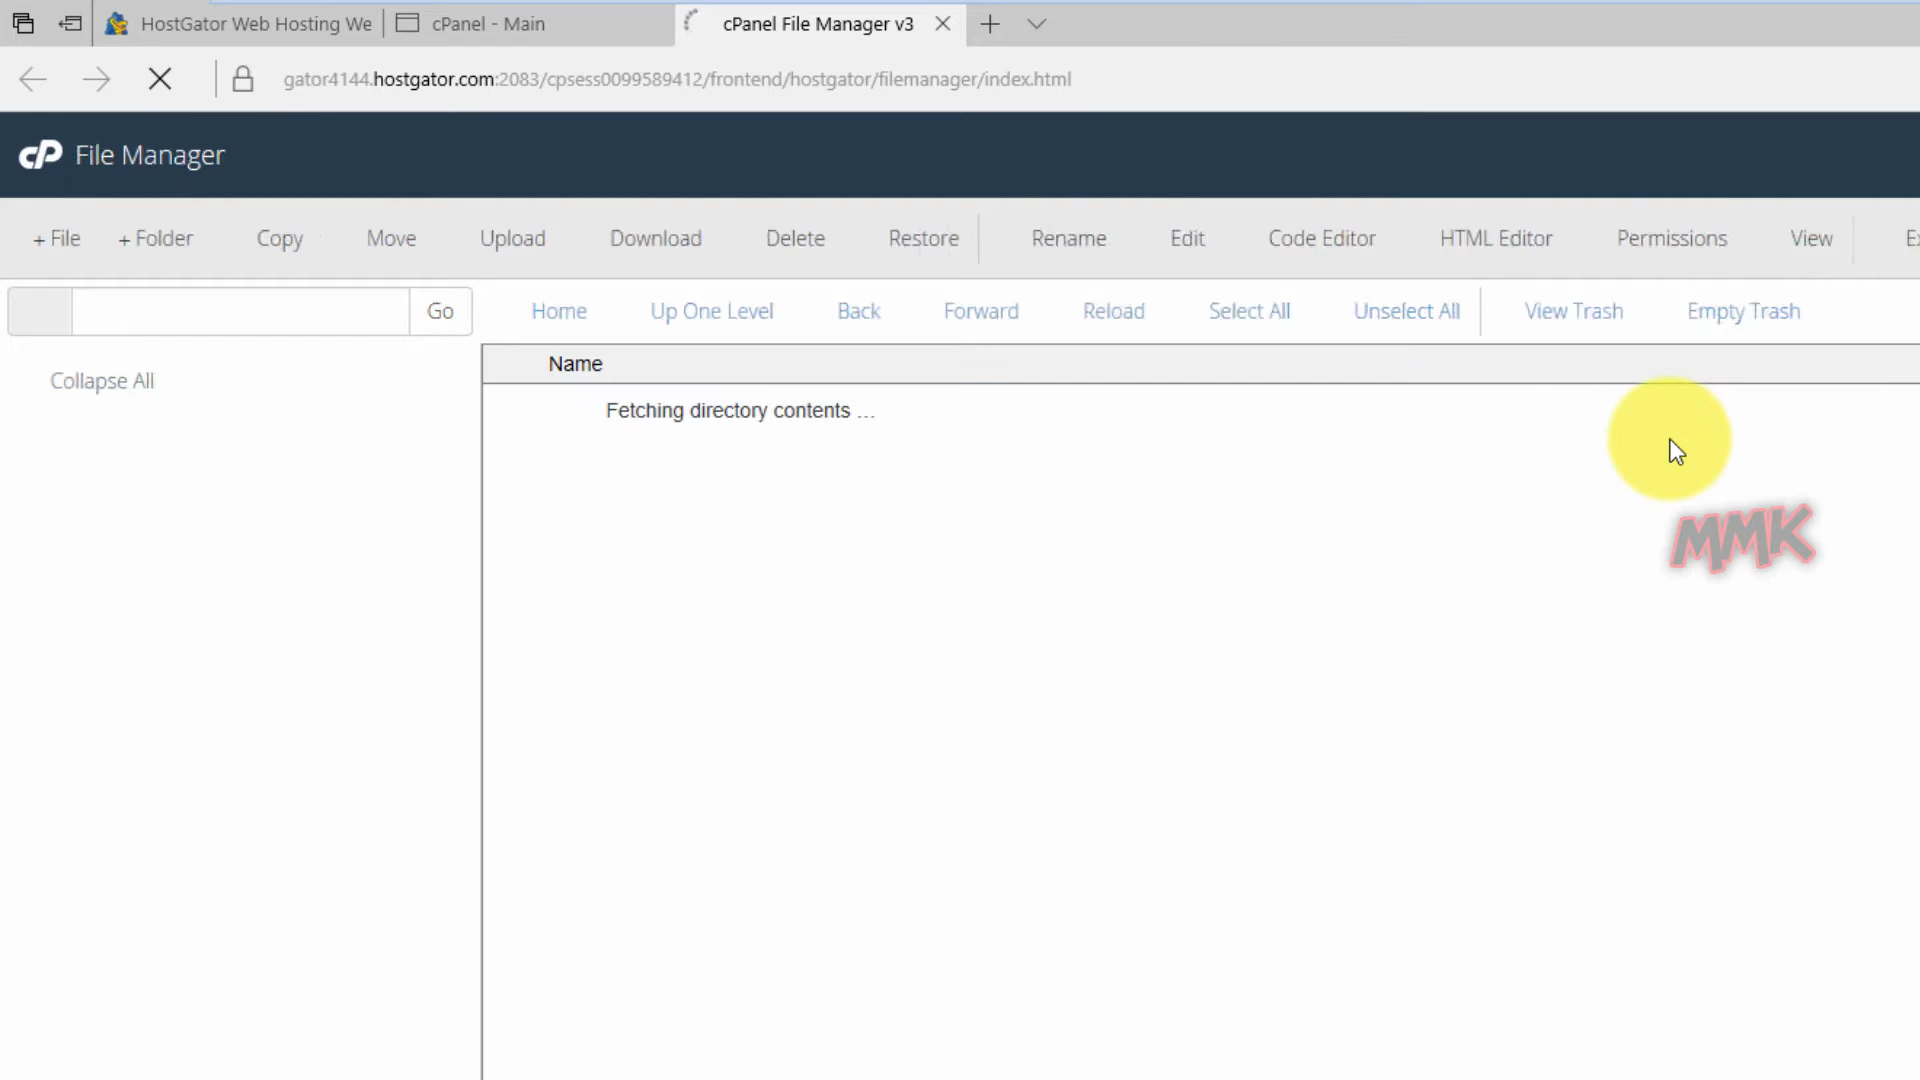 HostGator Web Hosting We
cPanel - Main
cPanel File Manager v3
gator4144.hostgator.com:2083/cpsess0099589412/frontend/hostgator/filemanager/index.html
cP File Manager
+ File + Folder Copy Move Upload Download Delete Restore Rename Edit Code Editor HTML Editor Permissions View Ex
Go Home Up One Level Back Forward Reload Select All Unselect All View Trash Empty Trash
Collapse All
Name
Fetching directory contents ...
MMK